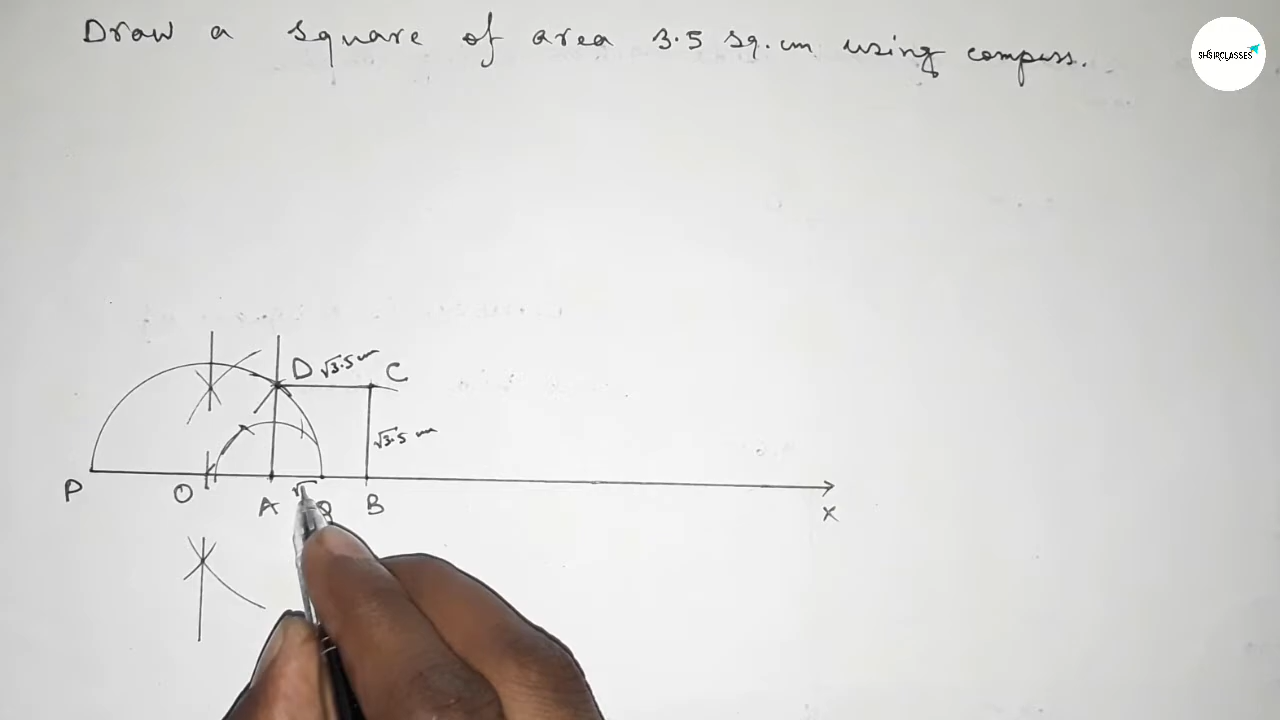 Draw a square of area 3.5 sq. cm using compass.
SHSIRCLASSES
D √3.5 cm C
√3.5 cm
P O A √ Q B X